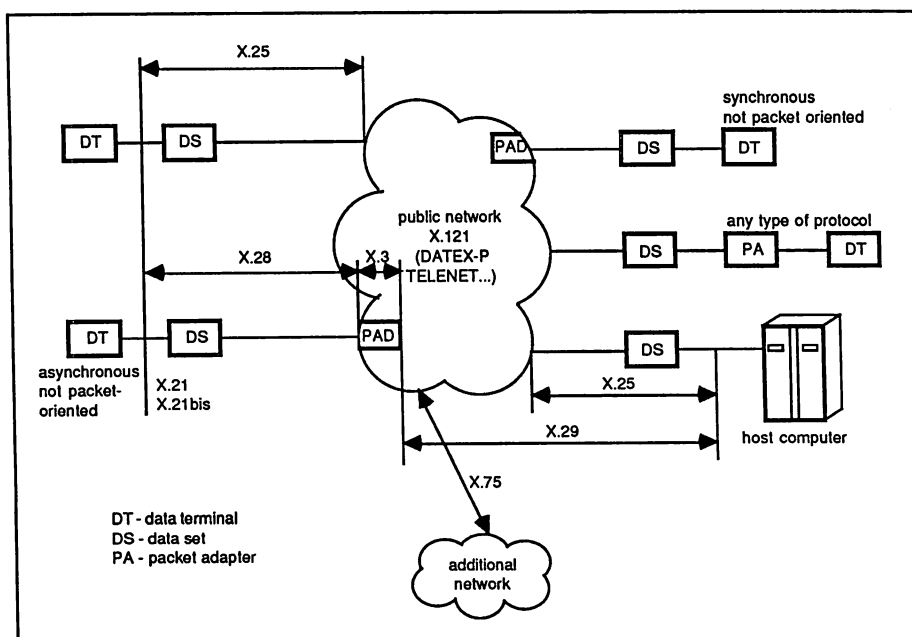 X.25
synchronous
not packet oriented
DT
DS
PAD
DS
DT
public network
X.121
(DATEX-P
TELENET...)
any type of protocol
DS
PA
DT
X.28
X.3
DT
DS
PAD
DS
asynchronous
not packet-
oriented
X.21
X.21bis
X.25
X.29
host computer
X.75
DT - data terminal
DS - data set
PA - packet adapter
additional
network